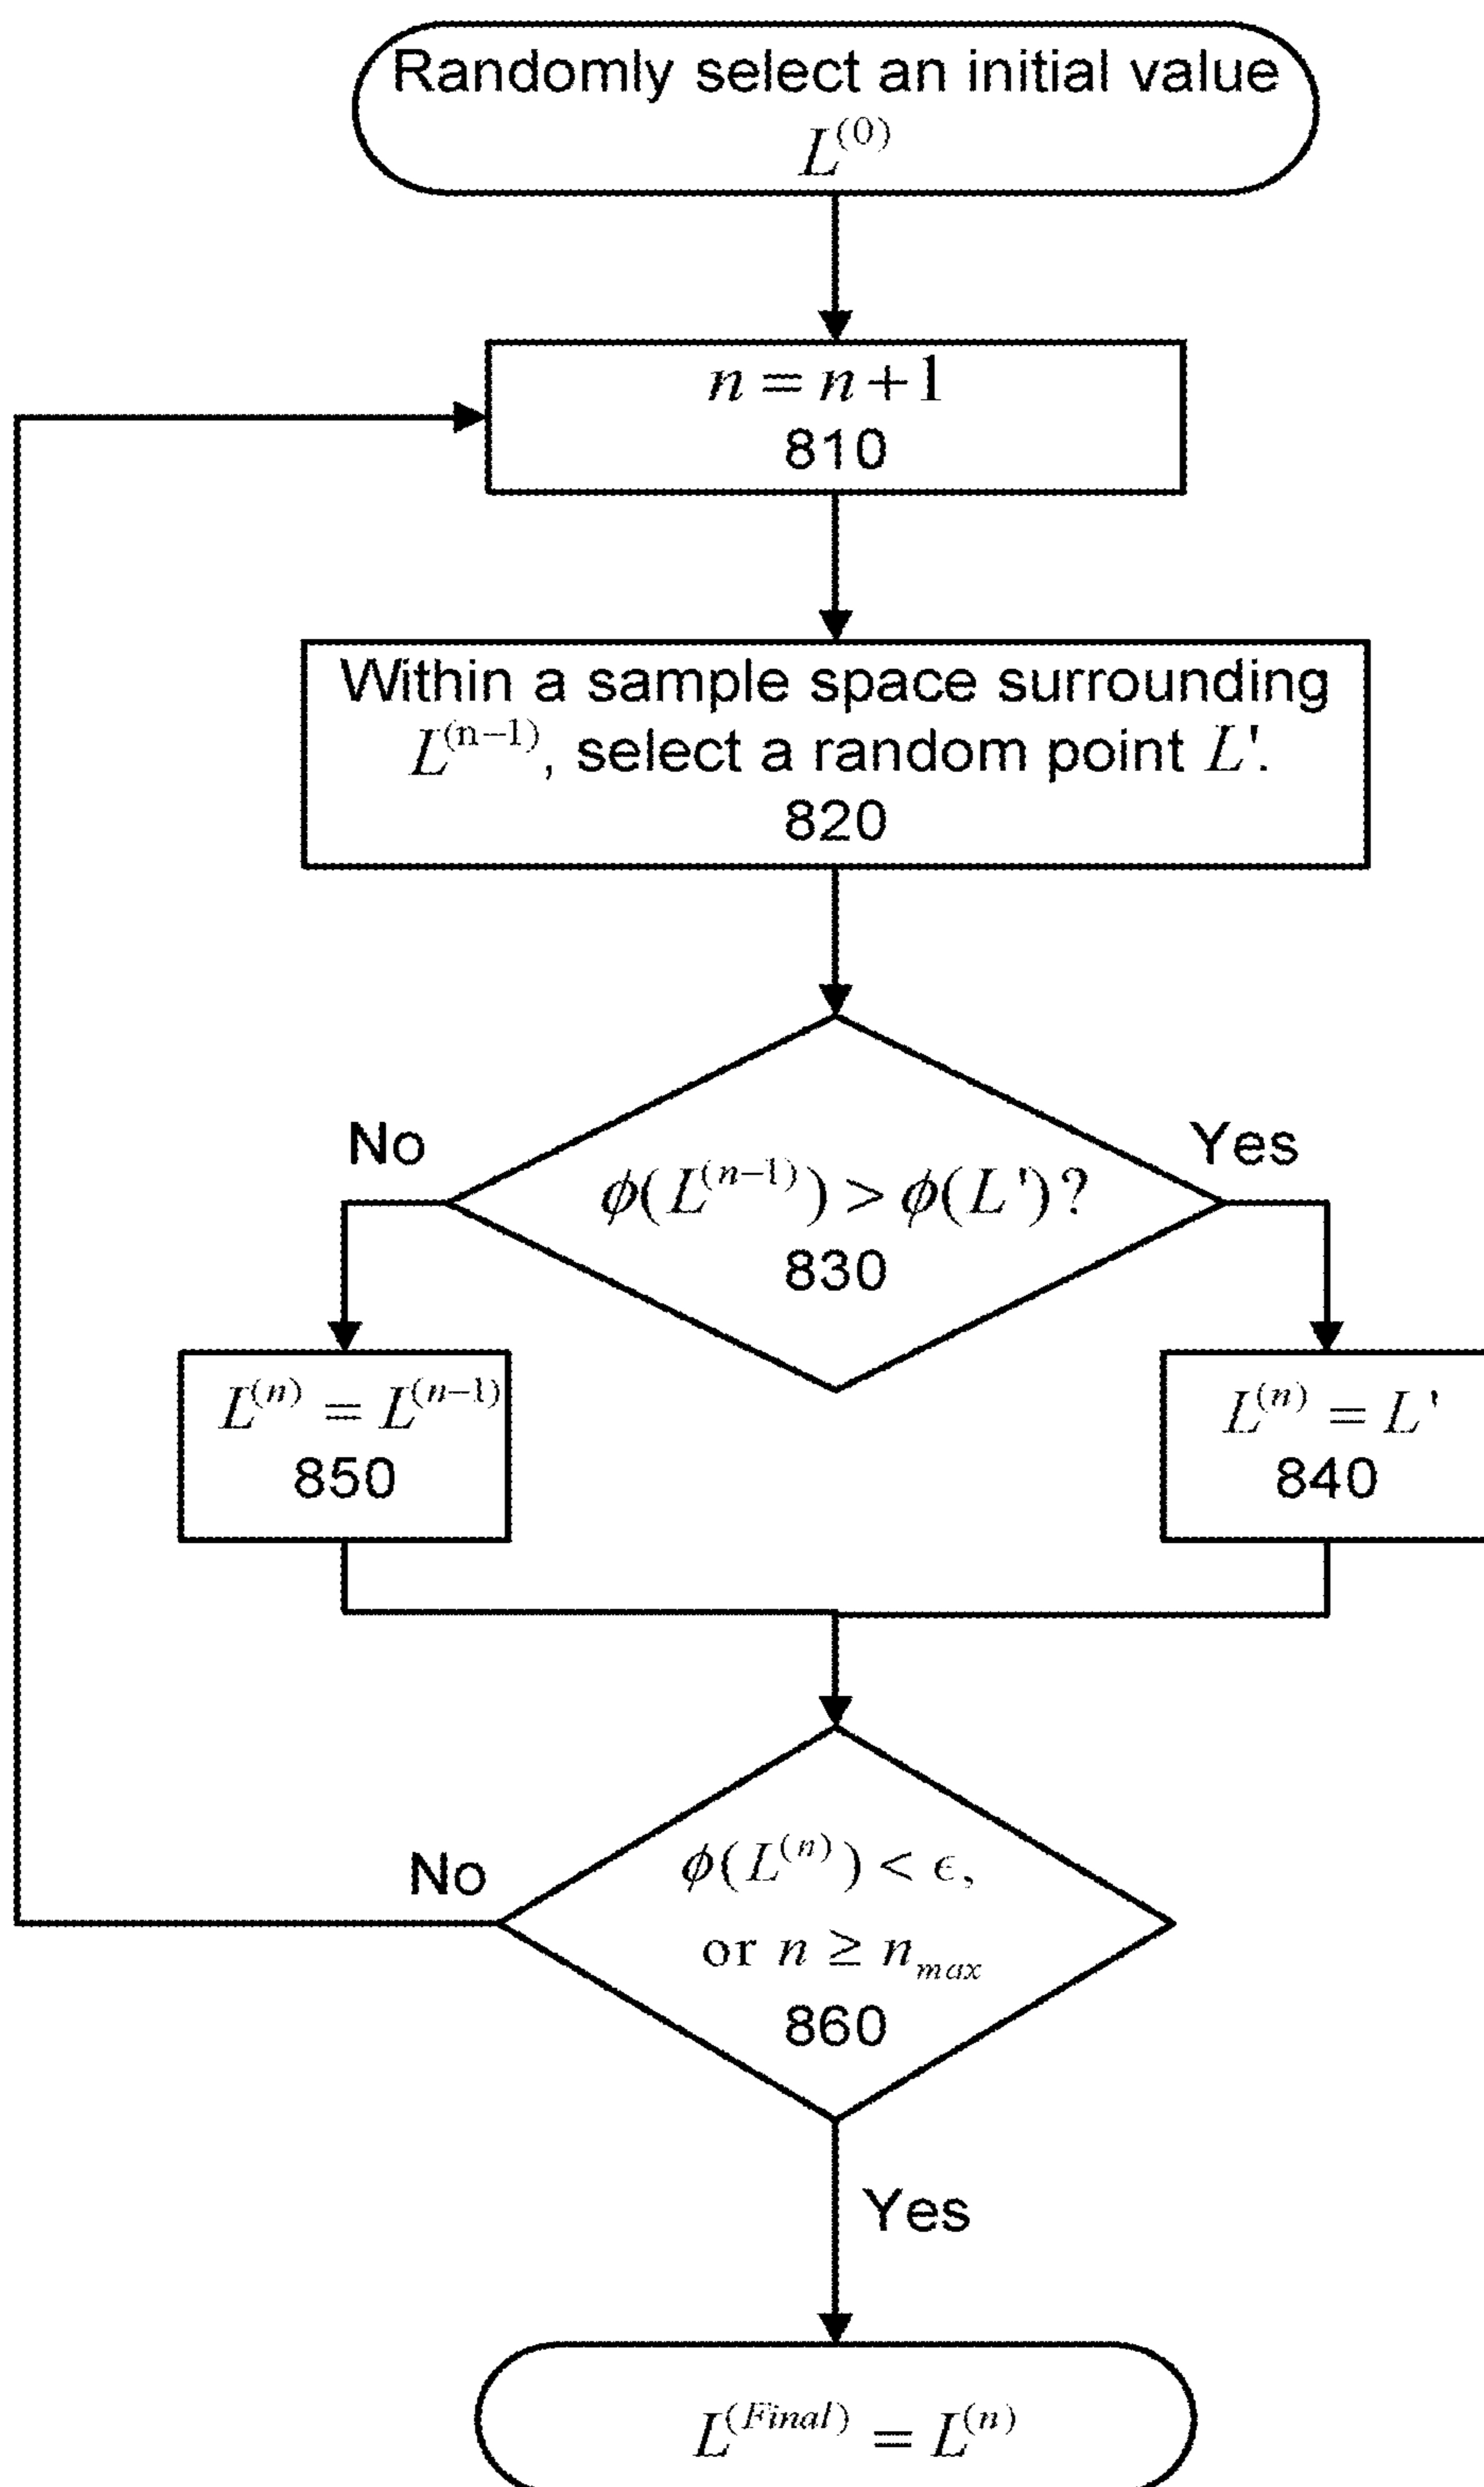 Randomly select an initial value
L^(0)
n = n + 1
810
Within a sample space surrounding
L^(n−1), select a random point L'.
820
No
Yes
ϕ(L^(n−1)) > ϕ(L')?
830
L^(n) = L^(n−1)
850
L^(n) = L'
840
No
ϕ(L^(n)) < ϵ,
or n ≥ n_max
860
Yes
L^(Final) = L^(n)